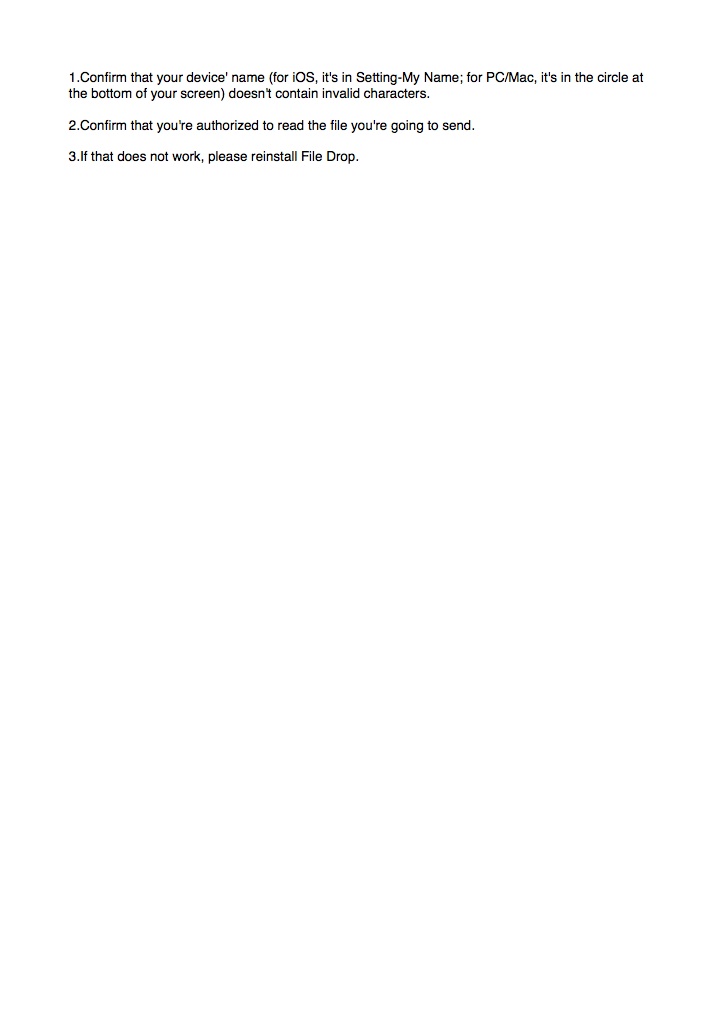 1.Confirm that your device' name (for iOS, it's in Setting-My Name; for PC/Mac, it's in the circle at
the bottom of your screen) doesn't contain invalid characters.
2.Confirm that you're authorized to read the file you're going to send.
3.If that does not work, please reinstall File Drop.